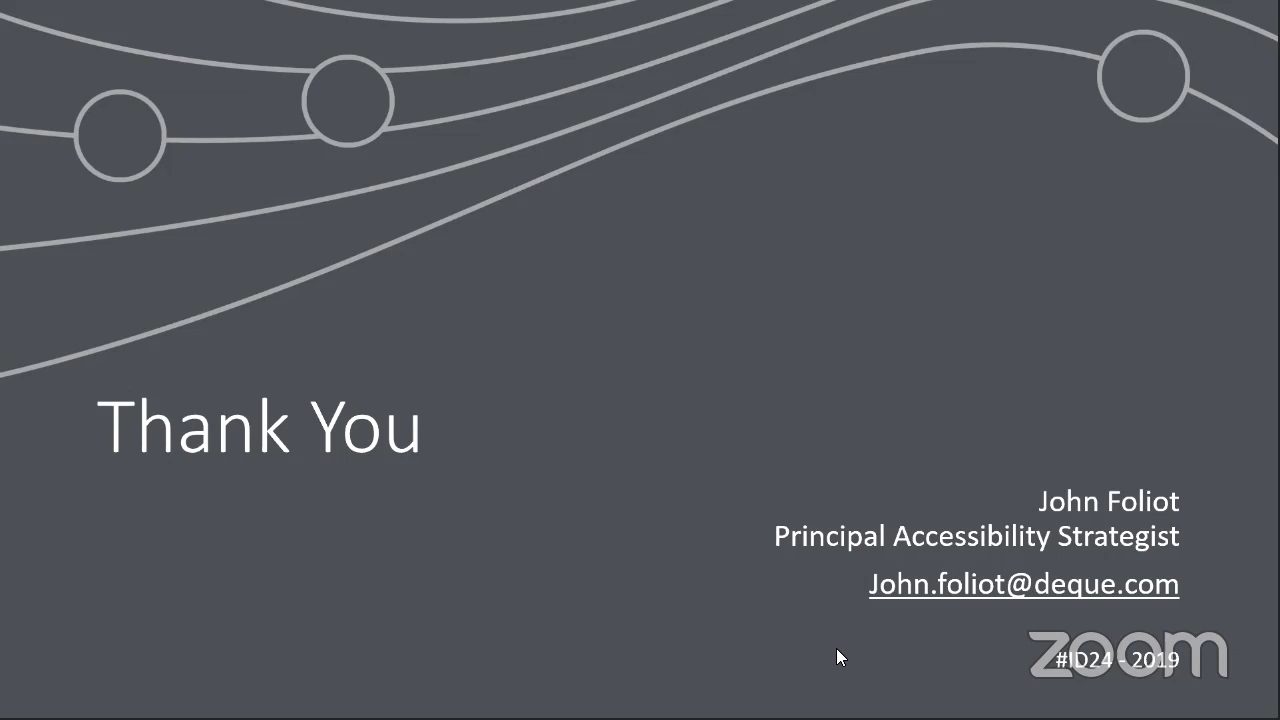 Thank You
John Foliot
Principal Accessibility Strategist
John.foliot@deque.com
#ID24 - 2019
zoom